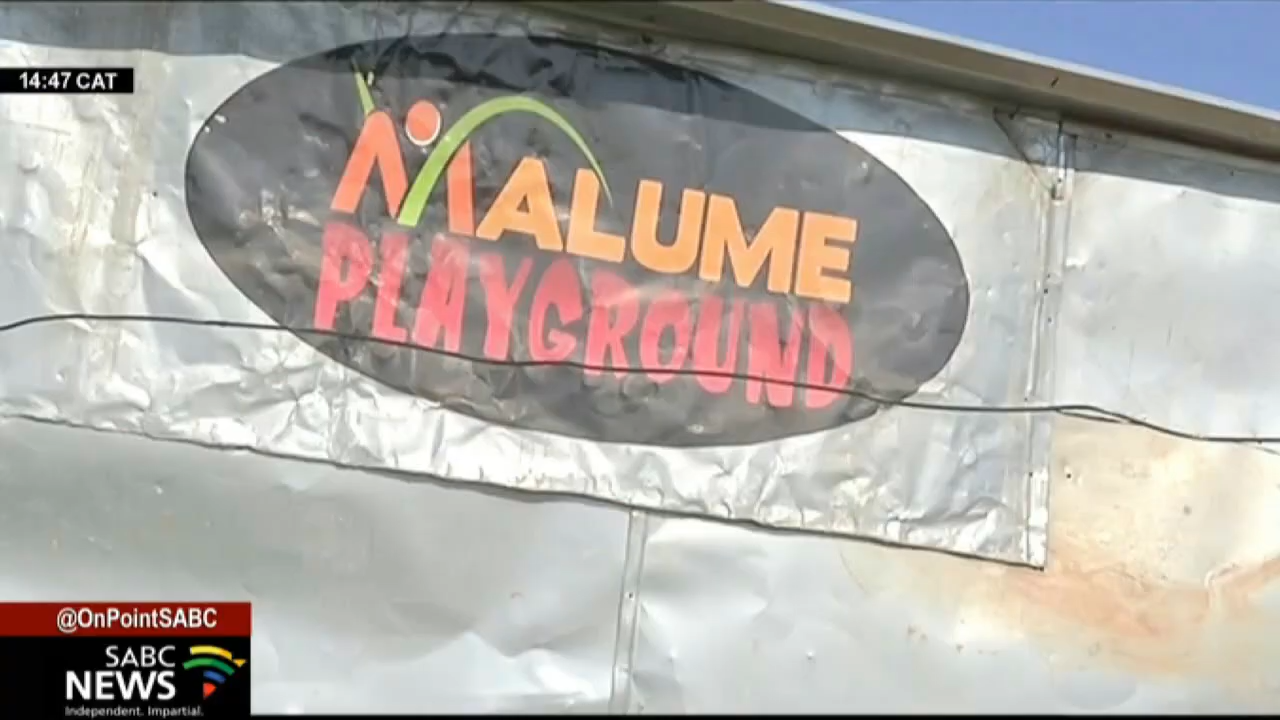 14:47 CAT
MALUME
PLAYGROUND
@OnPointSABC
SABC
NEWS
Independent. Impartial.